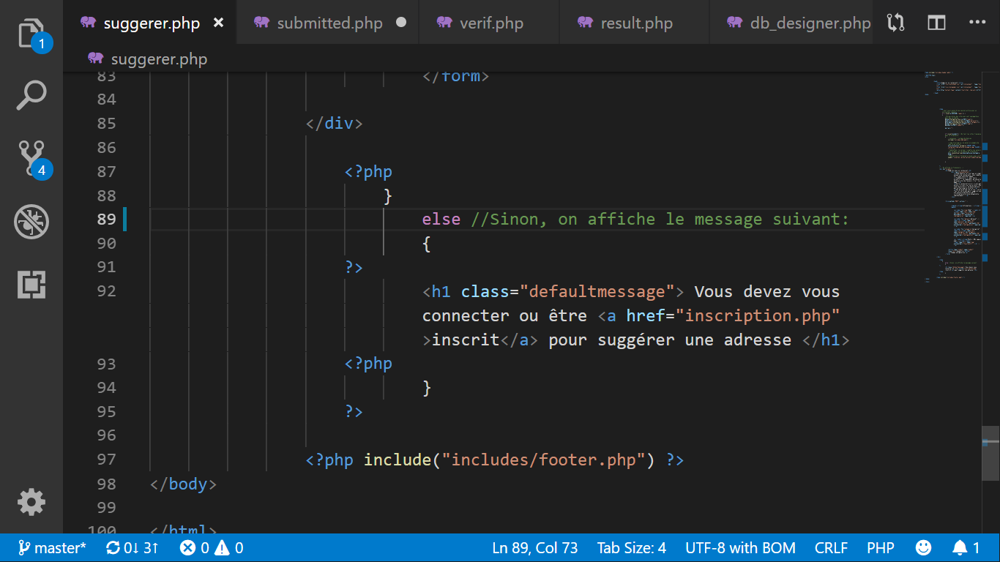 suggerer.php × submitted.php verif.php result.php db_designer.php
1
suggerer.php
83 </form>
84
85 </div>
86
4
87 <?php
88 }
89 else //Sinon, on affiche le message suivant:
90 {
91 ?>
92 <h1 class="defaultmessage"> Vous devez vous
connecter ou être <a href="inscription.php"
>inscrit</a> pour suggérer une adresse </h1>
93 <?php
94 }
95 ?>
96
97 <?php include("includes/footer.php") ?>
98 </body>
99
100 </html>
master* 0↓ 3↑ 0 0 Ln 89, Col 73 Tab Size: 4 UTF-8 with BOM CRLF PHP 1